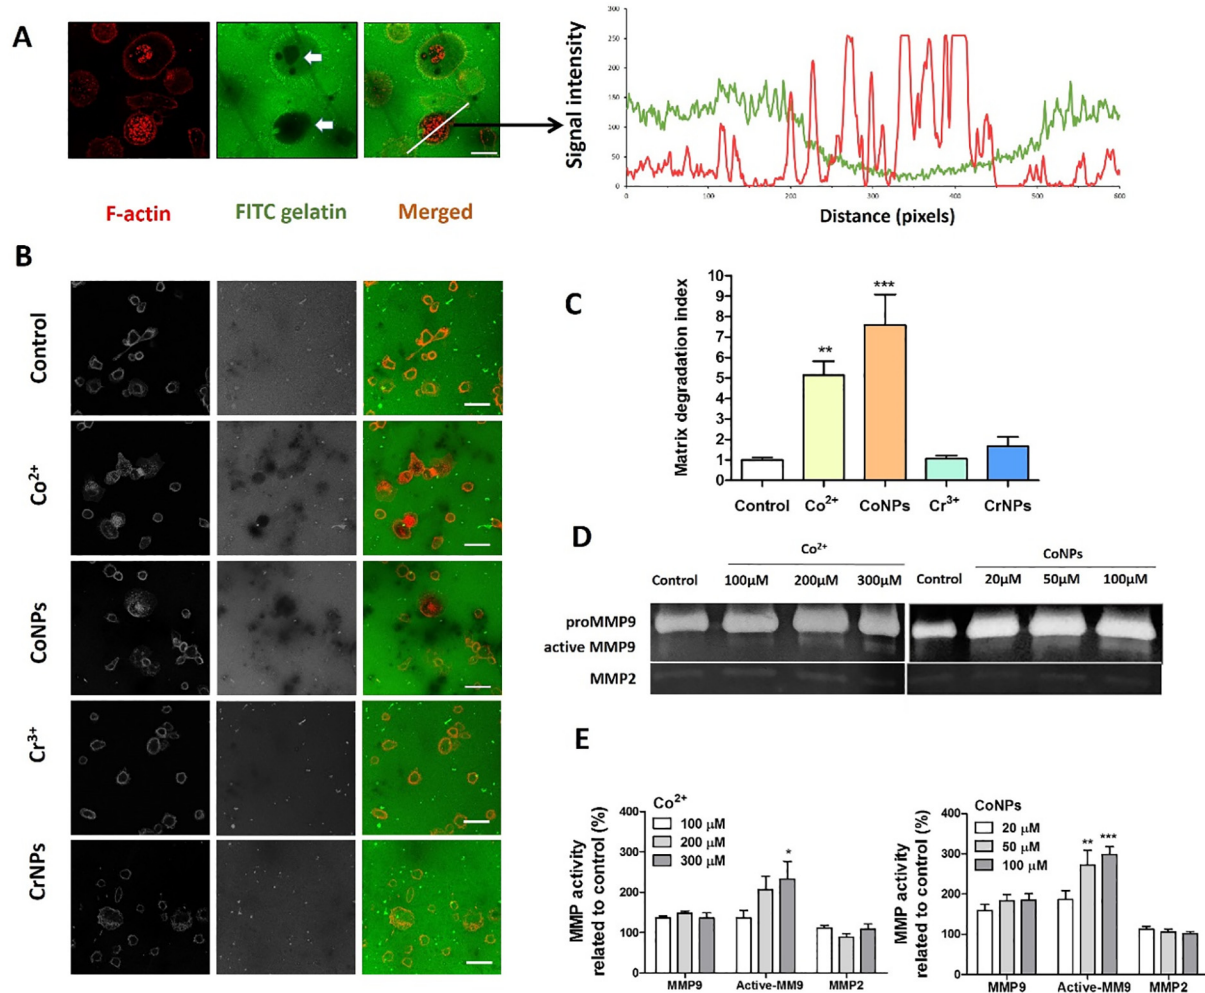 A
F-actin
FITC gelatin
Merged
Signal intensity
300
250
200
150
100
50
0
0 100 200 300 400 500 600
Distance (pixels)
B
Control
Co2+
CoNPs
Cr3+
CrNPs
C
Matrix degradation index
10
9
8
7
6
5
4
3
2
1
0
**
***
Control Co2+ CoNPs Cr3+ CrNPs
D
Co2+
CoNPs
Control 100µM 200µM 300µM Control 20µM 50µM 100µM
proMMP9
active MMP9
MMP2
E
MMP activity
related to control (%)
400
300
200
100
0
Co2+
100 µM
200 µM
300 µM
*
MMP9 Active-MM9 MMP2
MMP activity
related to control (%)
400
300
200
100
0
CoNPs
20 µM
50 µM
100 µM
**
***
MMP9 Active-MM9 MMP2